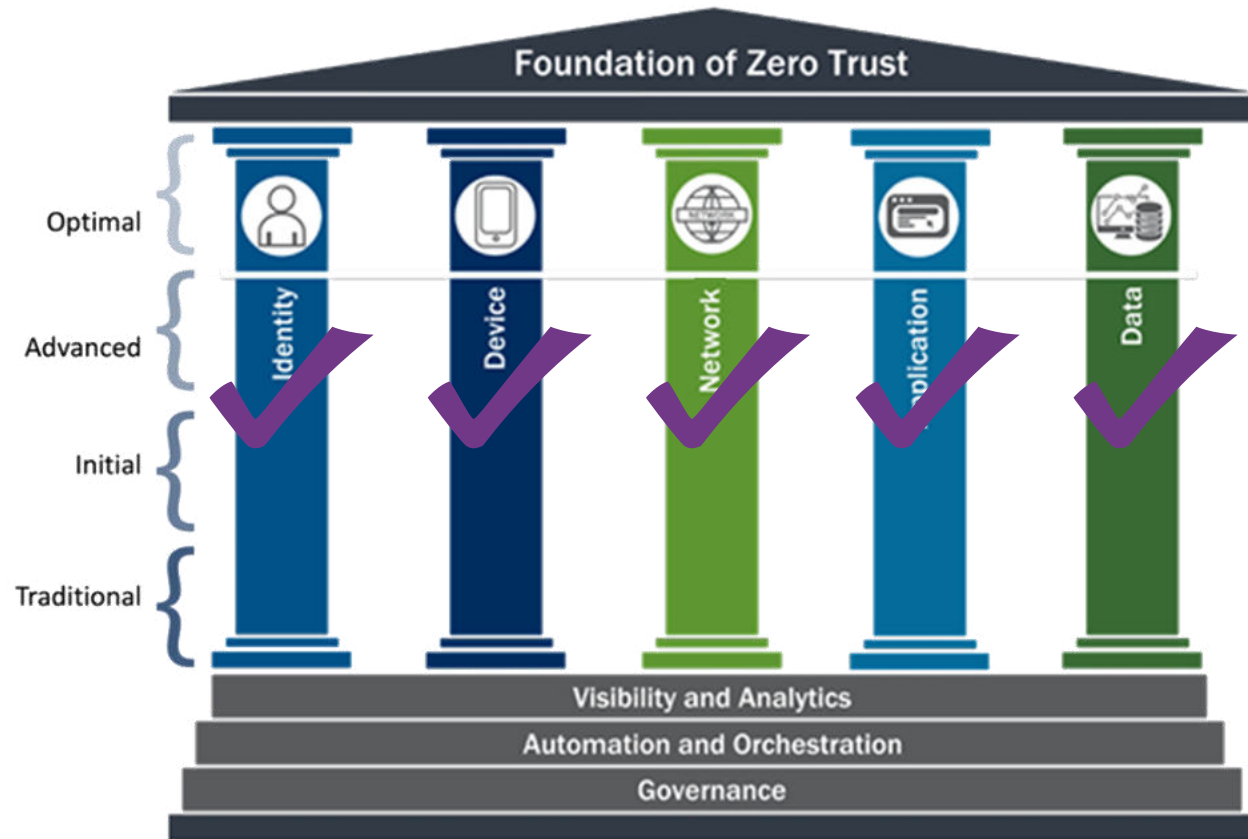 Foundation of Zero Trust
Optimal
Advanced
Initial
Traditional
NETWORK
Identity
Device
Network
Data
Visibility and Analytics
Automation and Orchestration
Governance